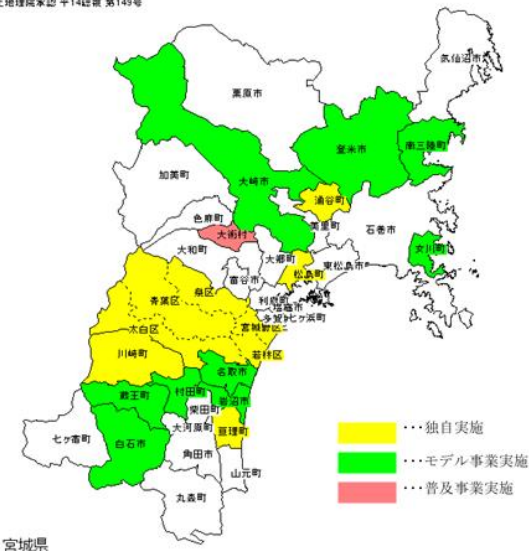 土地理院承認 平14総複 第149号
気仙沼市
栗原市
登米市
南三陸町
加美町
大崎市
涌谷町
色麻町
美里町
石巻市
大衡村
女川町
大和町
大郷町
東松島市
松島町
富谷市
泉区
利府町
青葉区
塩竈市
七ヶ浜町
太白区
宮城野区
若林区
川崎町
名取市
蔵王町
村田町
岩沼市
柴田町
亘理町
大河原町
七ヶ宿町
白石市
角田市
山元町
丸森町
・・・独自実施
・・・モデル事業実施
・・・普及事業実施
宮城県